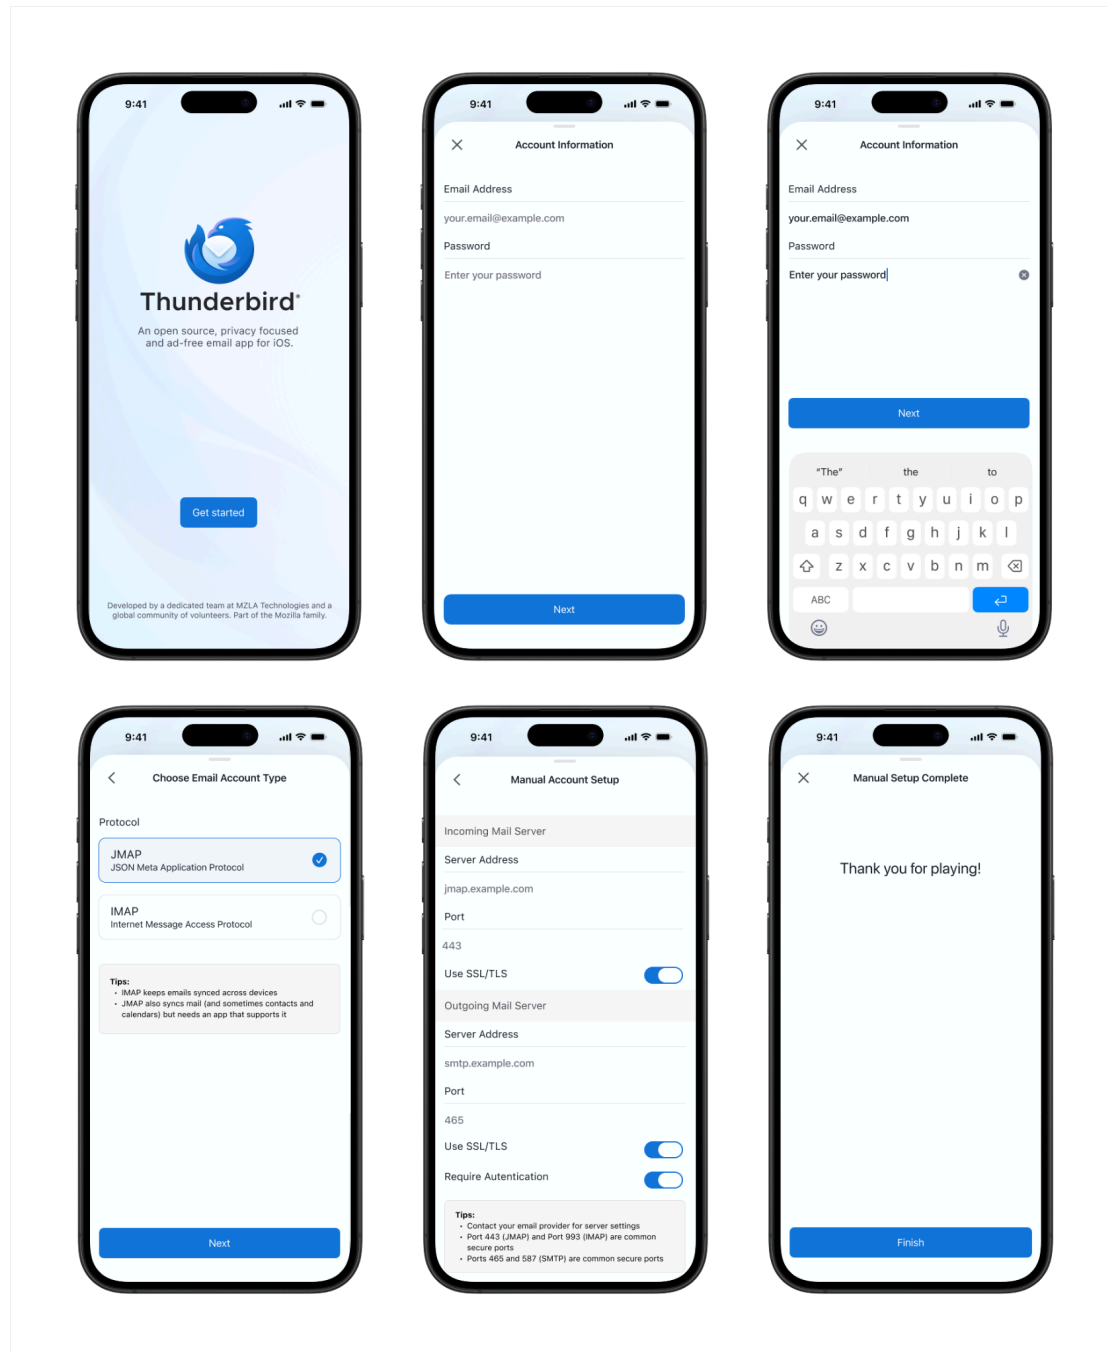 9:41
Thunderbird®
An open source, privacy focused
and ad-free email app for iOS.
Get started
Developed by a dedicated team at MZLA Technologies and a
global community of volunteers. Part of the Mozilla family.
9:41
Account Information
Email Address
your.email@example.com
Password
Enter your password
Next
9:41
Account Information
Email Address
your.email@example.com
Password
Enter your password
Next
“The” the to
q w e r t y u i o p
a s d f g h j k l
z x c v b n m
ABC
9:41
Choose Email Account Type
Protocol
JMAP
JSON Meta Application Protocol
IMAP
Internet Message Access Protocol
Tips:
• IMAP keeps emails synced across devices
• JMAP also syncs mail (and sometimes contacts and
calendars) but needs an app that supports it
Next
9:41
Manual Account Setup
Incoming Mail Server
Server Address
jmap.example.com
Port
443
Use SSL/TLS
Outgoing Mail Server
Server Address
smtp.example.com
Port
465
Use SSL/TLS
Require Autentication
Tips:
• Contact your email provider for server settings
• Port 443 (JMAP) and Port 993 (IMAP) are common
secure ports
• Ports 465 and 587 (SMTP) are common secure ports
9:41
Manual Setup Complete
Thank you for playing!
Finish